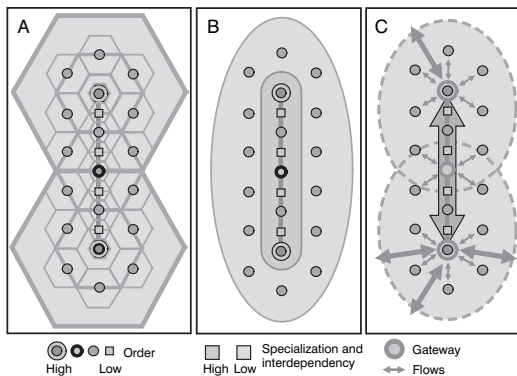 A
B
C
Order
High
Low
Specialization and
interdependency
High Low
Gateway
Flows